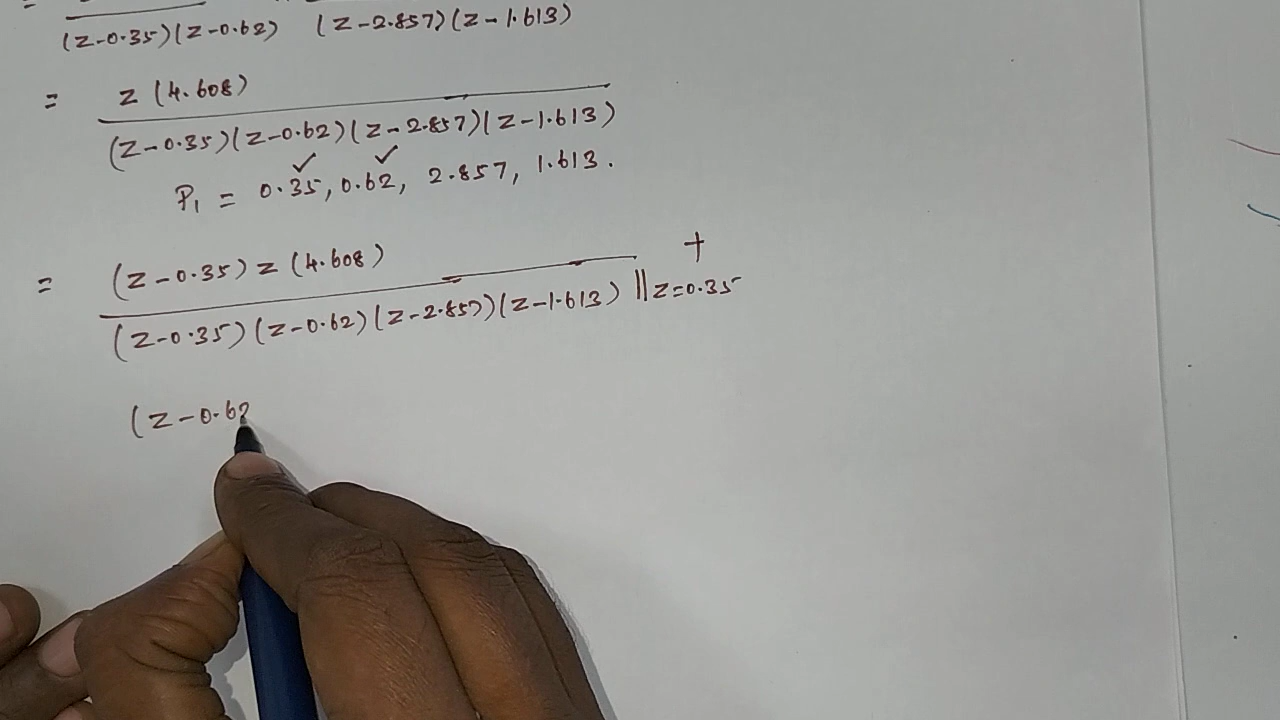 = (z-0.35)(z-0.62) (z-2.857)(z-1.613)
= z(4.608)
(z-0.35)(z-0.62)(z-2.857)(z-1.613)
P1 = 0.35, 0.62, 2.857, 1.613.
= (z-0.35)z(4.608) +
(z-0.35)(z-0.62)(z-2.857)(z-1.613) ||z=0.35
(z-0.62